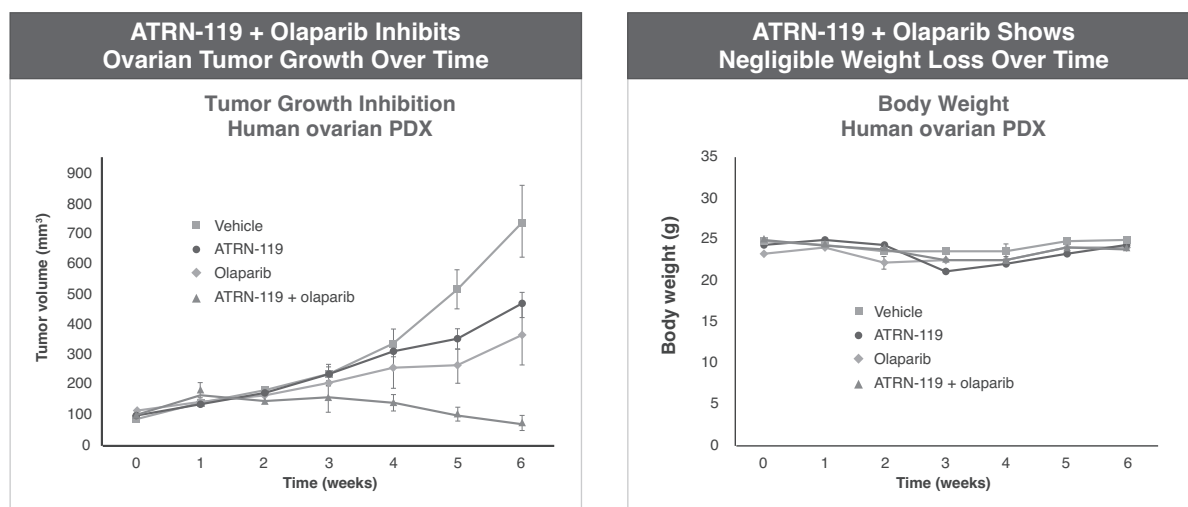 ATRN-119 + Olaparib Inhibits
Ovarian Tumor Growth Over Time
Tumor Growth Inhibition
Human ovarian PDX
Tumor volume (mm³)
900
800
700
600
500
400
300
200
100
0
Vehicle
ATRN-119
Olaparib
ATRN-119 + olaparib
0 1 2 3 4 5 6
Time (weeks)
ATRN-119 + Olaparib Shows
Negligible Weight Loss Over Time
Body Weight
Human ovarian PDX
Body weight (g)
35
30
25
20
15
10
5
0
Vehicle
ATRN-119
Olaparib
ATRN-119 + olaparib
0 1 2 3 4 5 6
Time (weeks)